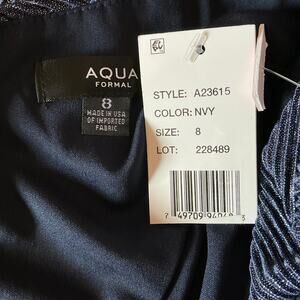 AQUA
FORMAL
8
MADE IN USA
OF IMPORTED
FABRIC
STYLE: A23615
COLOR: NVY
SIZE: 8
LOT: 228489